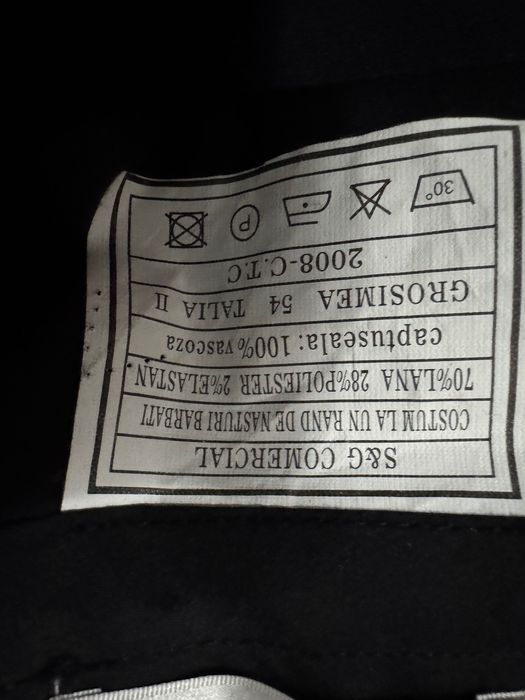 S&G COMERCIAL
COSTUM LA UN RAND DE NASTURI BARBATI
70%LANA 28%POLIESTER 2%ELASTAN
captuseala: 100% vascoza
GROSIMEA 54 TALIA II
2008-C.T.C
30° P